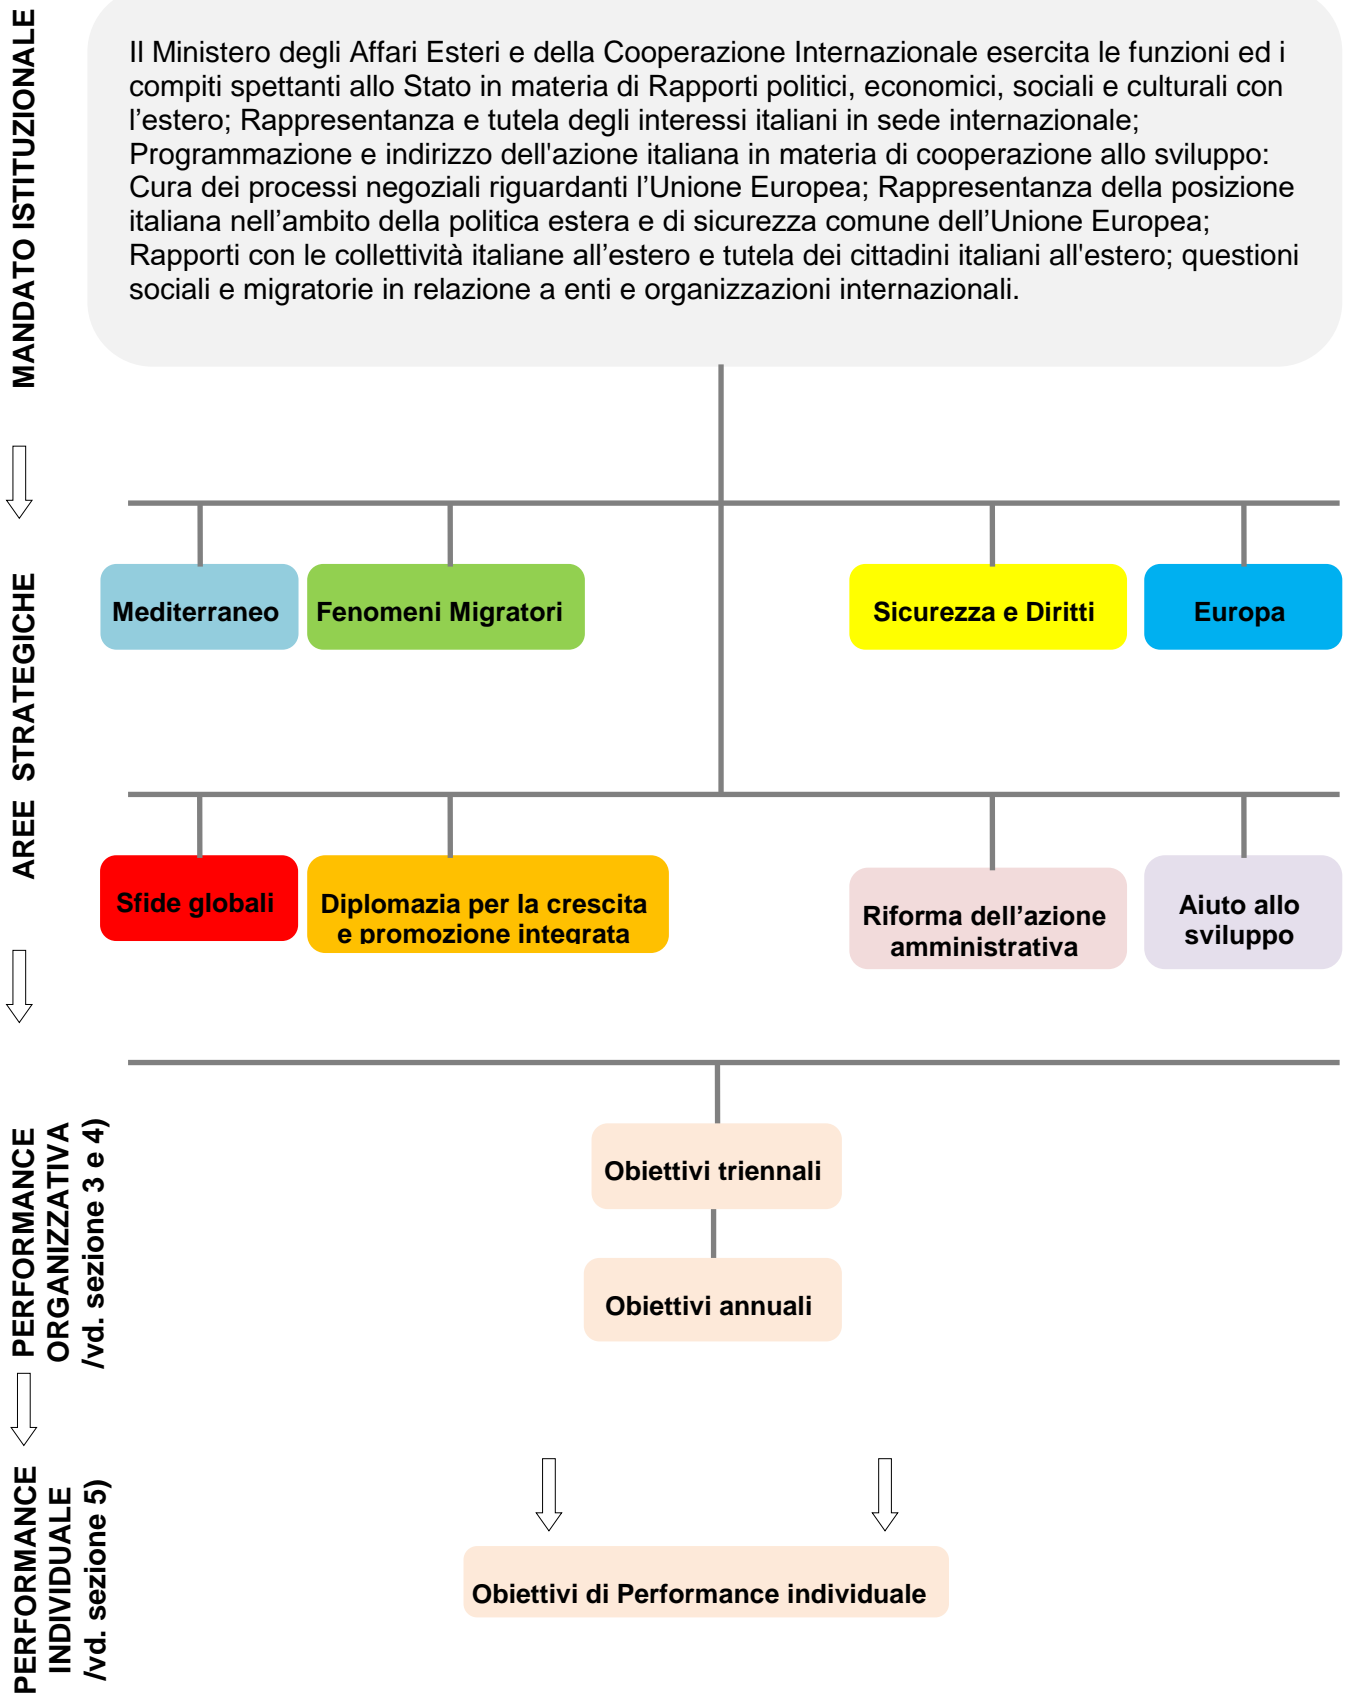 MANDATO ISTITUZIONALE
Il Ministero degli Affari Esteri e della Cooperazione Internazionale esercita le funzioni ed i
compiti spettanti allo Stato in materia di Rapporti politici, economici, sociali e culturali con
l’estero; Rappresentanza e tutela degli interessi italiani in sede internazionale;
Programmazione e indirizzo dell'azione italiana in materia di cooperazione allo sviluppo:
Cura dei processi negoziali riguardanti l’Unione Europea; Rappresentanza della posizione
italiana nell’ambito della politica estera e di sicurezza comune dell’Unione Europea;
Rapporti con le collettività italiane all’estero e tutela dei cittadini italiani all'estero; questioni
sociali e migratorie in relazione a enti e organizzazioni internazionali.
AREE STRATEGICHE
Mediterraneo
Fenomeni Migratori
Sicurezza e Diritti
Europa
Sfide globali
Diplomazia per la crescita
e promozione integrata
Riforma dell’azione
amministrativa
Aiuto allo
sviluppo
PERFORMANCE
ORGANIZZATIVA
/vd. sezione 3 e 4)
Obiettivi triennali
Obiettivi annuali
PERFORMANCE
INDIVIDUALE
/vd. sezione 5)
Obiettivi di Performance individuale